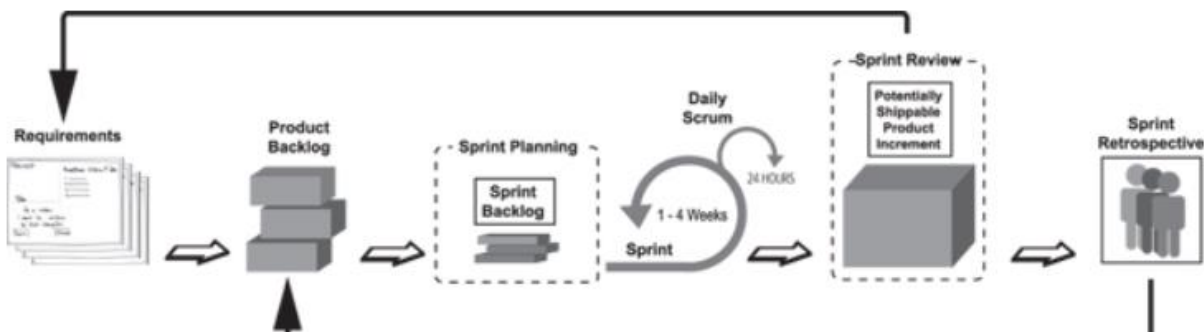 Sprint Review
Potentially
Shippable
Product
Increment
Daily
Scrum
Requirements
Product
Backlog
Sprint Planning
Sprint
Backlog
24 HOURS
1 - 4 Weeks
Sprint
Sprint
Retrospective